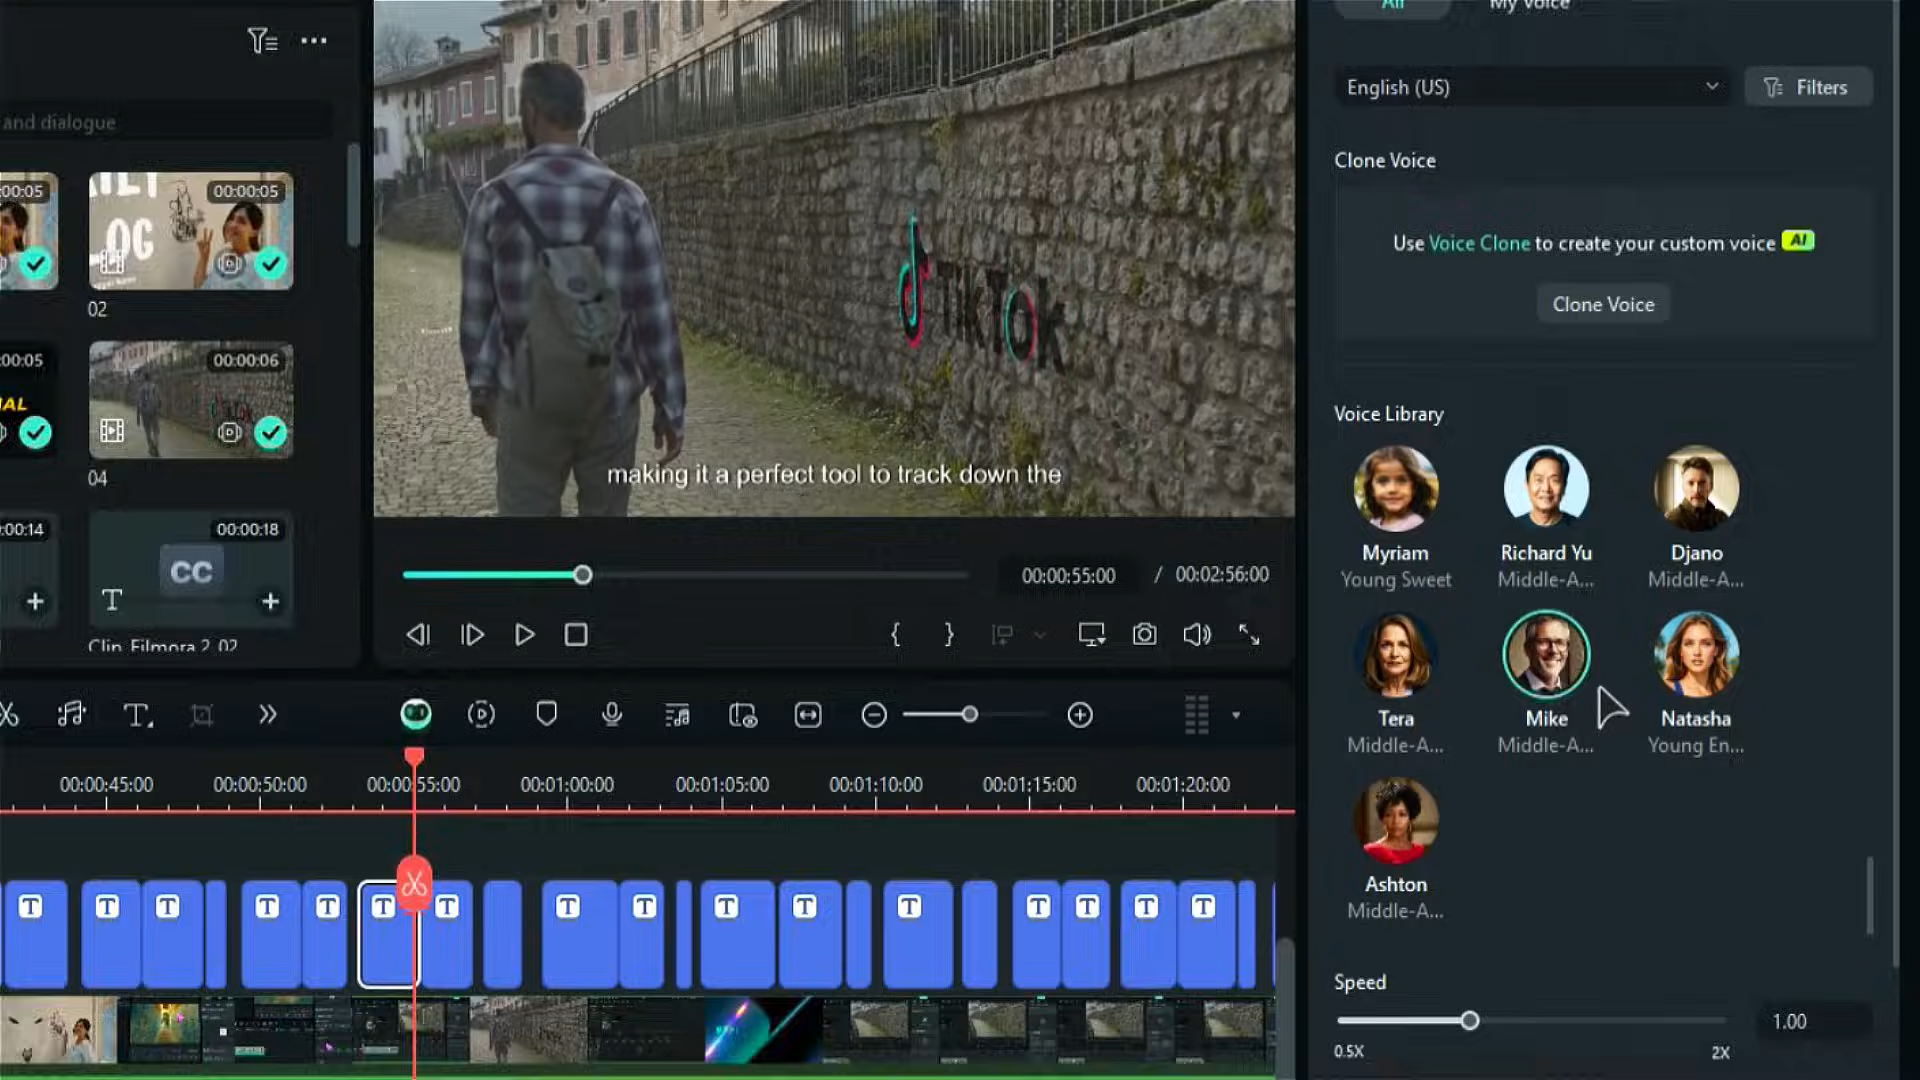 All
My Voice
English (US)
Filters
Clone Voice
Use Voice Clone to create your custom voice AI
Clone Voice
Voice Library
Myriam
Young Sweet
Richard Yu
Middle-A...
Djano
Middle-A...
Tera
Middle-A...
Mike
Middle-A...
Natasha
Young En...
Ashton
Middle-A...
Speed
1.00
0.5X
2X
and dialogue
00:00:05
00:00:05
02
00:00:05
00:00:06
04
00:00:14
00:00:18
CC
Clip Filmora 2_02
TikTok
making it a perfect tool to track down the
00:00:55:00 / 00:02:56:00
00:00:45:00
00:00:50:00
00:00:55:00
00:01:00:00
00:01:05:00
00:01:10:00
00:01:15:00
00:01:20:00